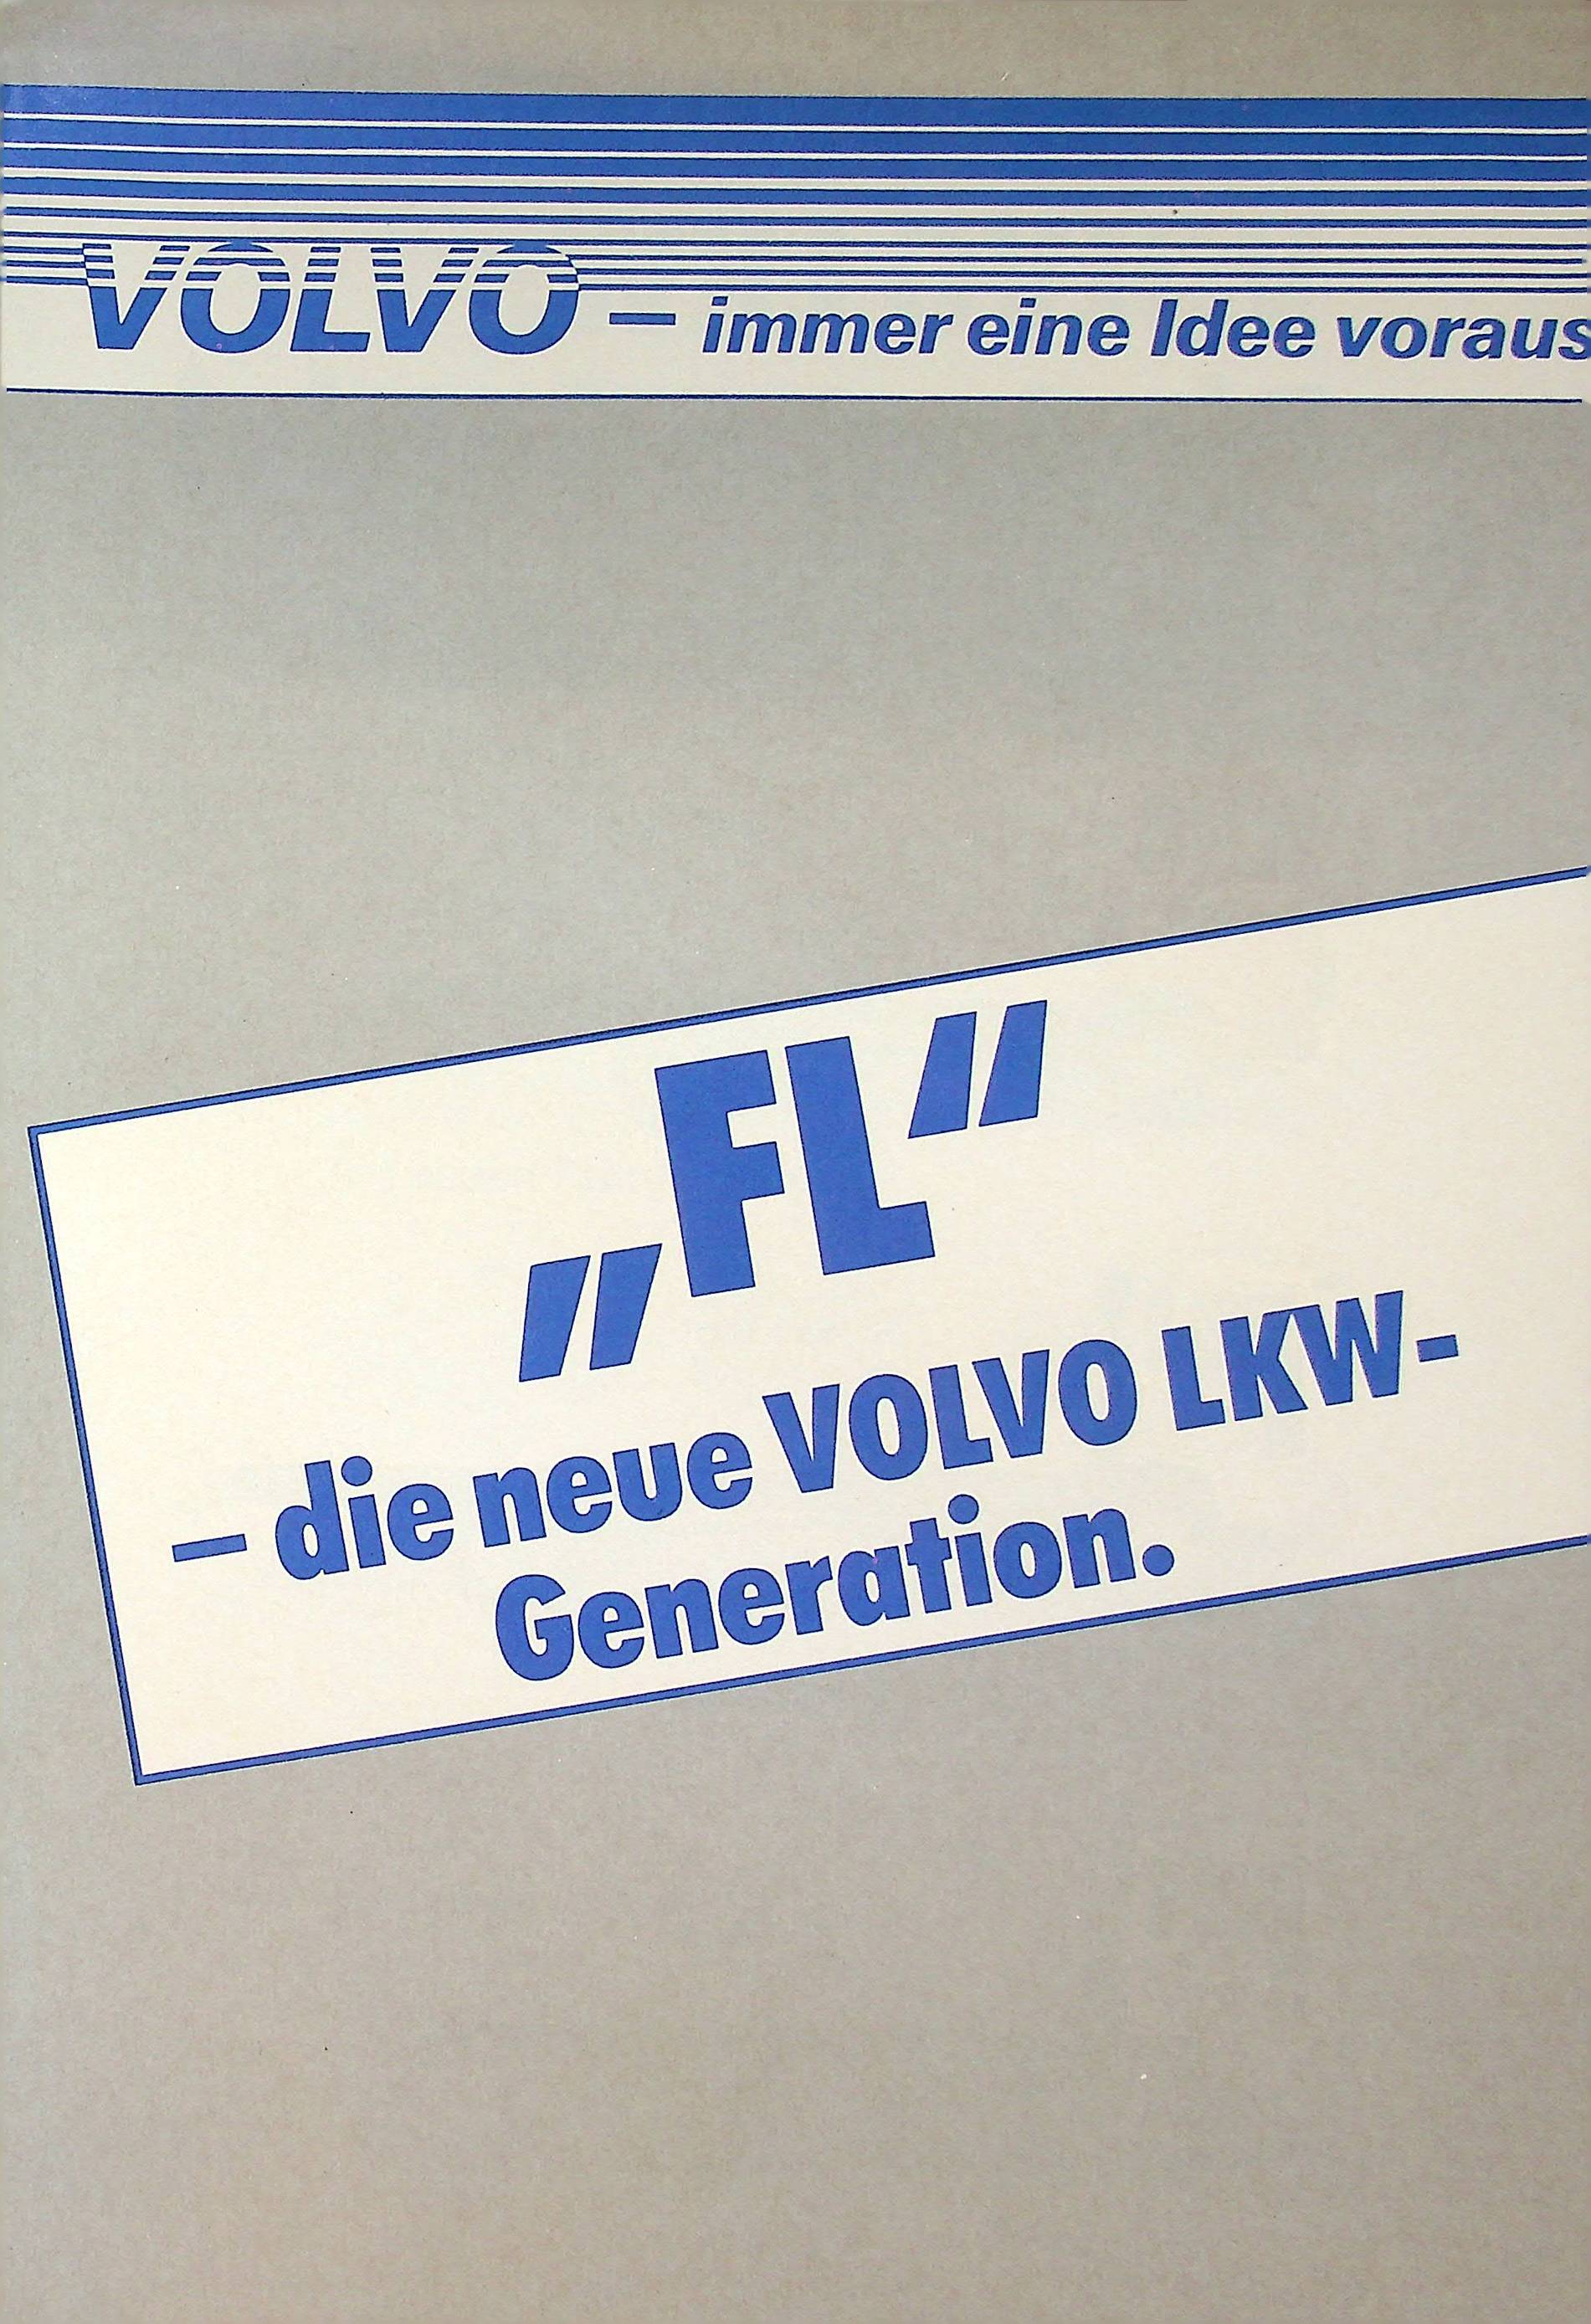 VOLVO – immer eine Idee voraus
„FL“
– die neue VOLVO LKW-
Generation.